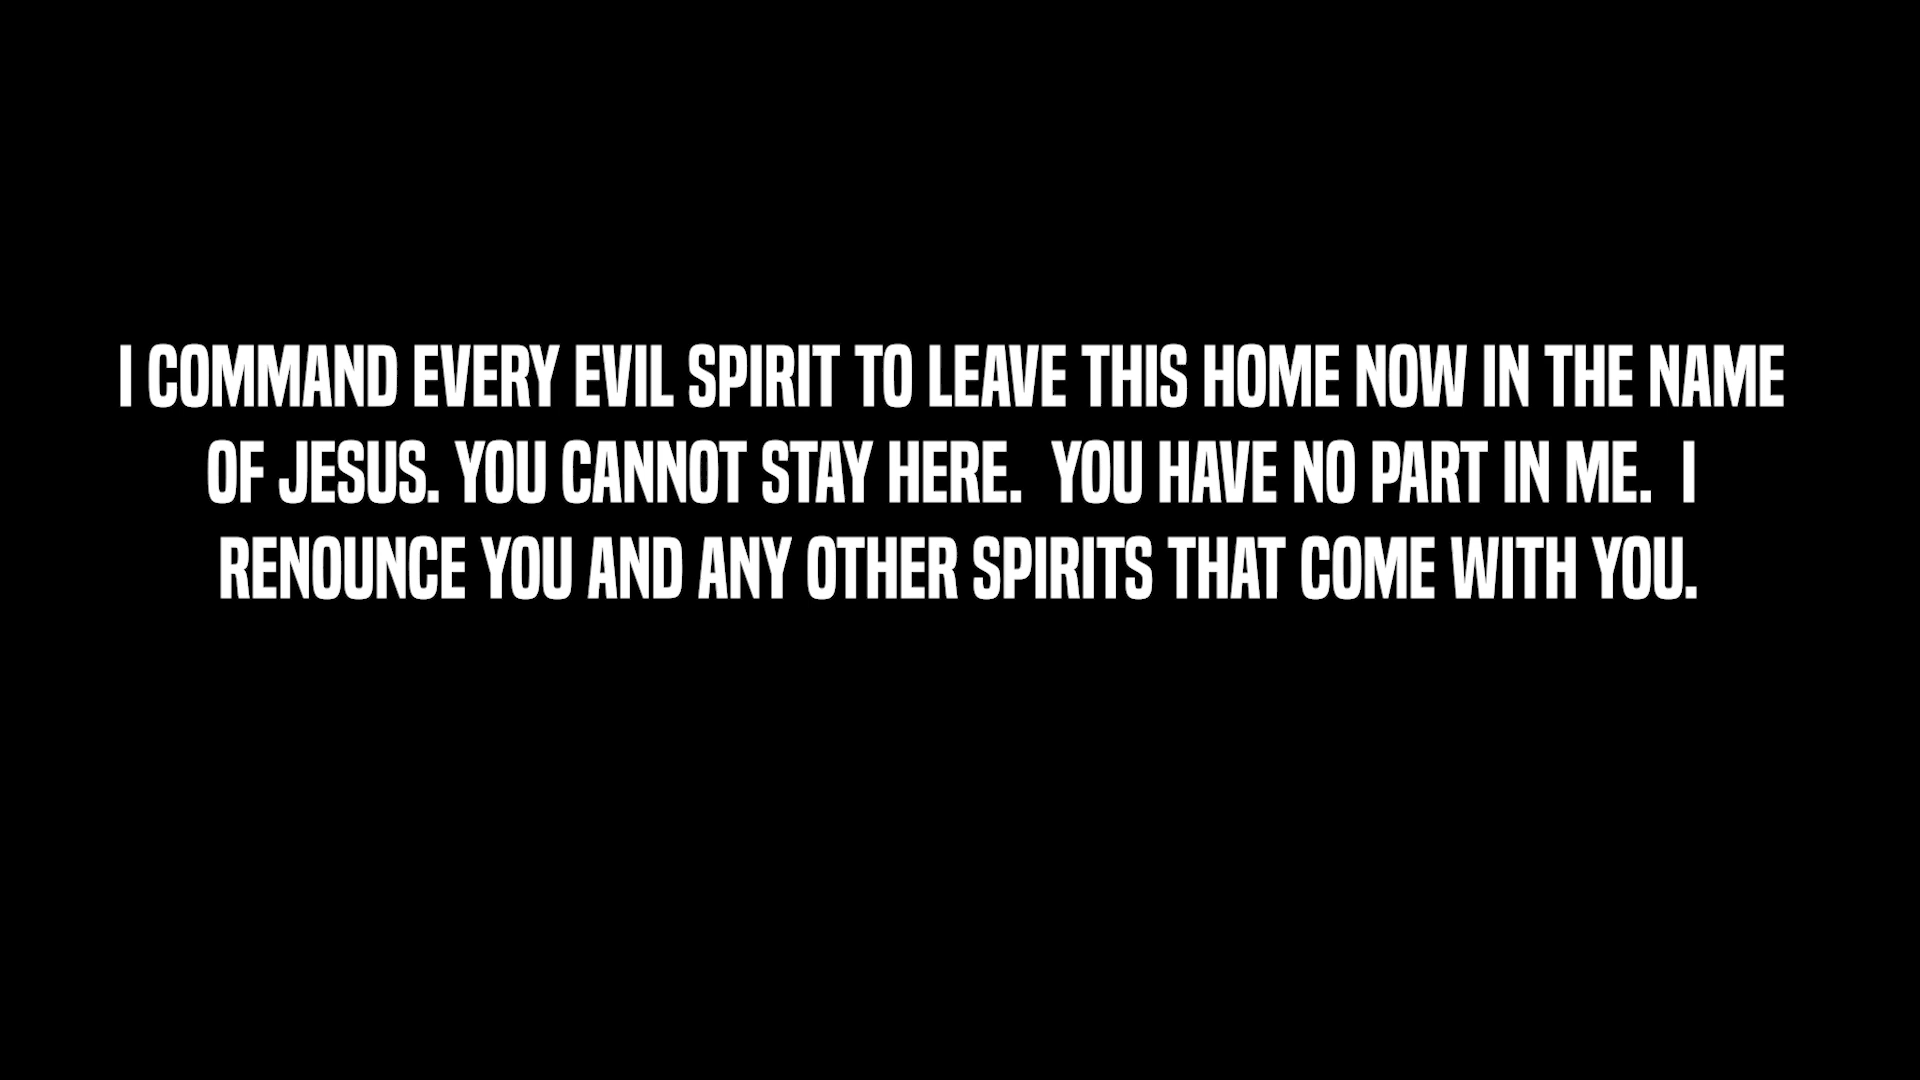 I COMMAND EVERY EVIL SPIRIT TO LEAVE THIS HOME NOW IN THE NAME
OF JESUS. YOU CANNOT STAY HERE.  YOU HAVE NO PART IN ME.  I
RENOUNCE YOU AND ANY OTHER SPIRITS THAT COME WITH YOU.